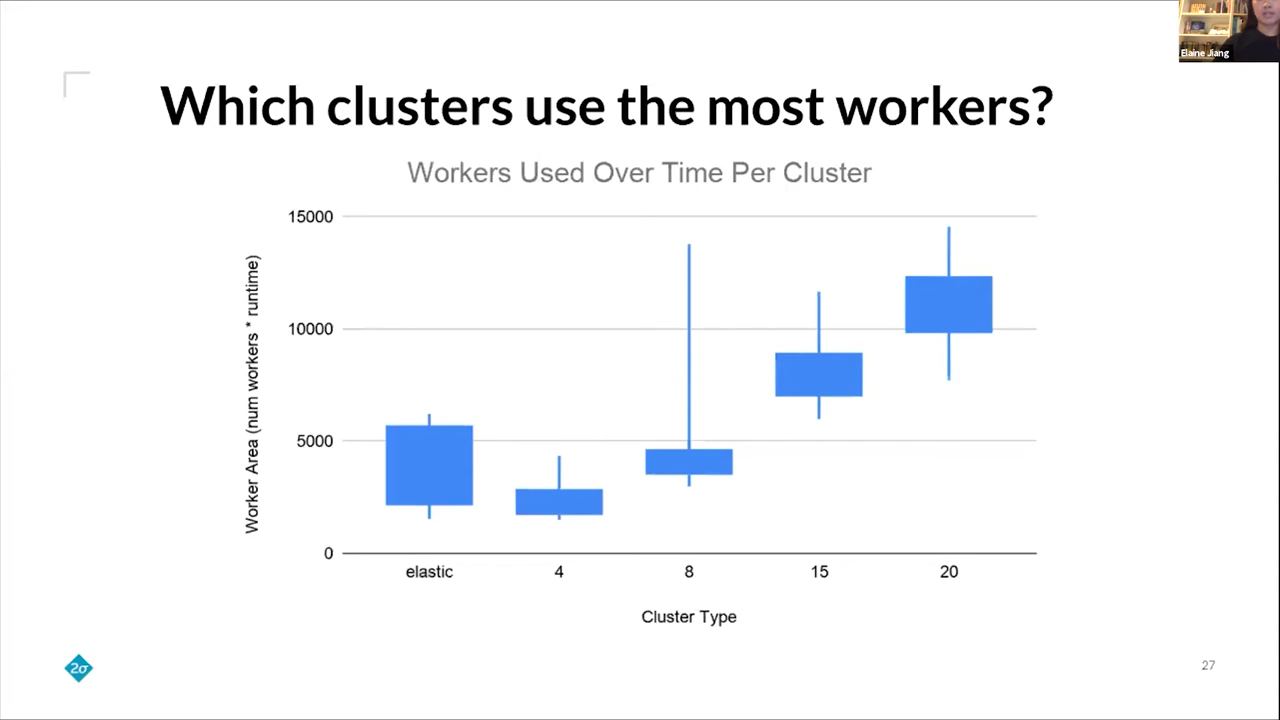 Elaine Jiang
Which clusters use the most workers?
Workers Used Over Time Per Cluster
Worker Area (num workers * runtime)
15000
10000
5000
0
elastic 4 8 15 20
Cluster Type
2σ
27